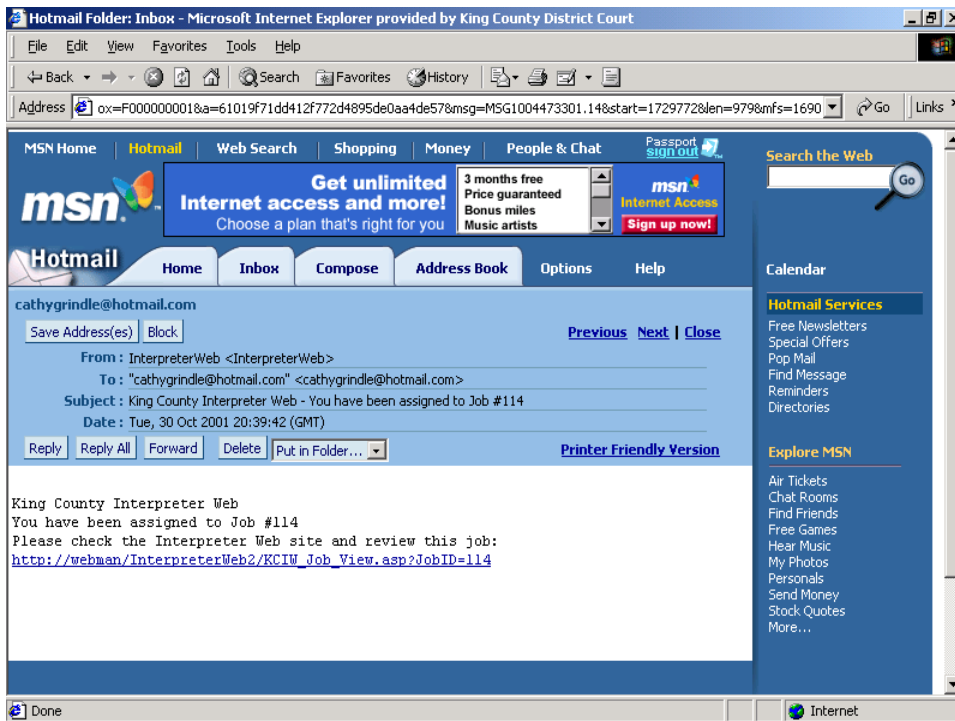 Hotmail Folder: Inbox - Microsoft Internet Explorer provided by King County District Court
File Edit View Favorites Tools Help
Back Search Favorites History
Address ox=F000000001&a=61019f71dd412f772d4895de0aa4de57&msg=MSG1004473301.14&start=1729772&len=979&mfs=1690 Go Links
MSN Home | Hotmail | Web Search | Shopping | Money | People & Chat Passport sign out
Search the Web
Go
msn
Get unlimited
Internet access and more!
Choose a plan that's right for you
3 months free
Price guaranteed
Bonus miles
Music artists
msn
Internet Access
Sign up now!
Hotmail Home Inbox Compose Address Book Options Help
Calendar
cathygrindle@hotmail.com
Save Address(es) Block Previous Next | Close
From : InterpreterWeb <InterpreterWeb>
To : "cathygrindle@hotmail.com" <cathygrindle@hotmail.com>
Subject : King County Interpreter Web - You have been assigned to Job #114
Date : Tue, 30 Oct 2001 20:39:42 (GMT)
Reply Reply All Forward Delete Put in Folder... Printer Friendly Version
King County Interpreter Web
You have been assigned to Job #114
Please check the Interpreter Web site and review this job:
http://webman/InterpreterWeb2/KCIW_Job_View.asp?JobID=114
Hotmail Services
Free Newsletters
Special Offers
Pop Mail
Find Message
Reminders
Directories
Explore MSN
Air Tickets
Chat Rooms
Find Friends
Free Games
Hear Music
My Photos
Personals
Send Money
Stock Quotes
More...
Done Internet